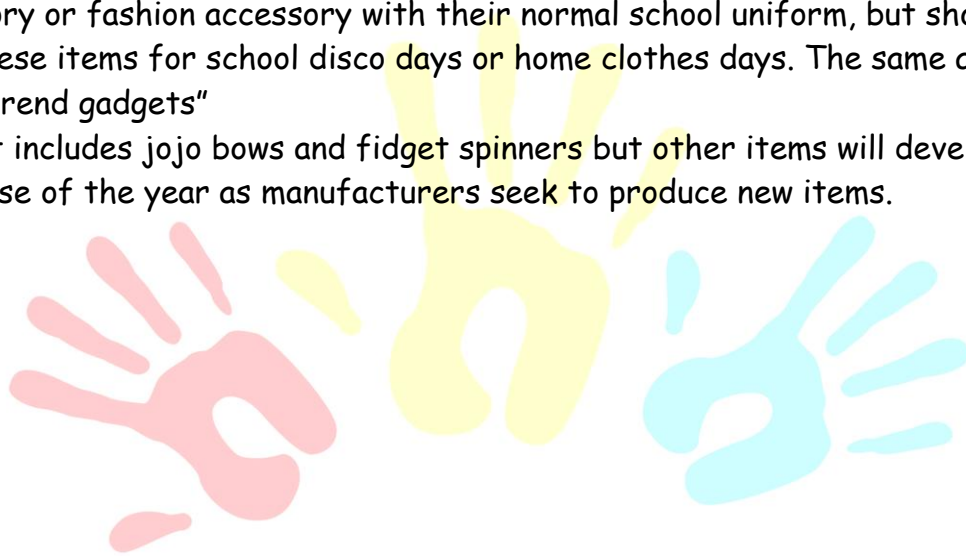 ory or fashion accessory with their normal school uniform, but sho
ese items for school disco days or home clothes days. The same a
rend gadgets”
t includes jojo bows and fidget spinners but other items will deve
se of the year as manufacturers seek to produce new items.